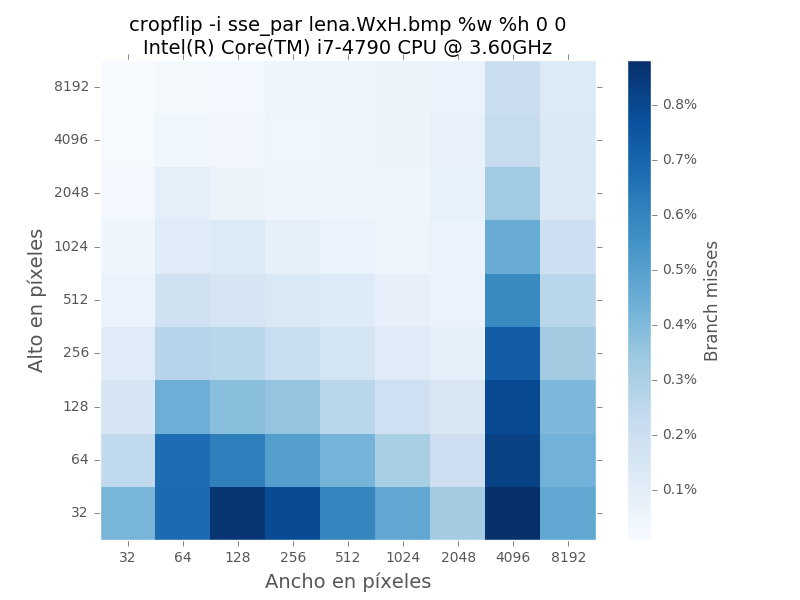 cropflip -i sse_par lena.WxH.bmp %w %h 0 0
Intel(R) Core(TM) i7-4790 CPU @ 3.60GHz
Alto en píxeles
8192
4096
2048
1024
512
256
128
64
32
32 64 128 256 512 1024 2048 4096 8192
Ancho en píxeles
0.8%
0.7%
0.6%
0.5%
0.4%
0.3%
0.2%
0.1%
Branch misses